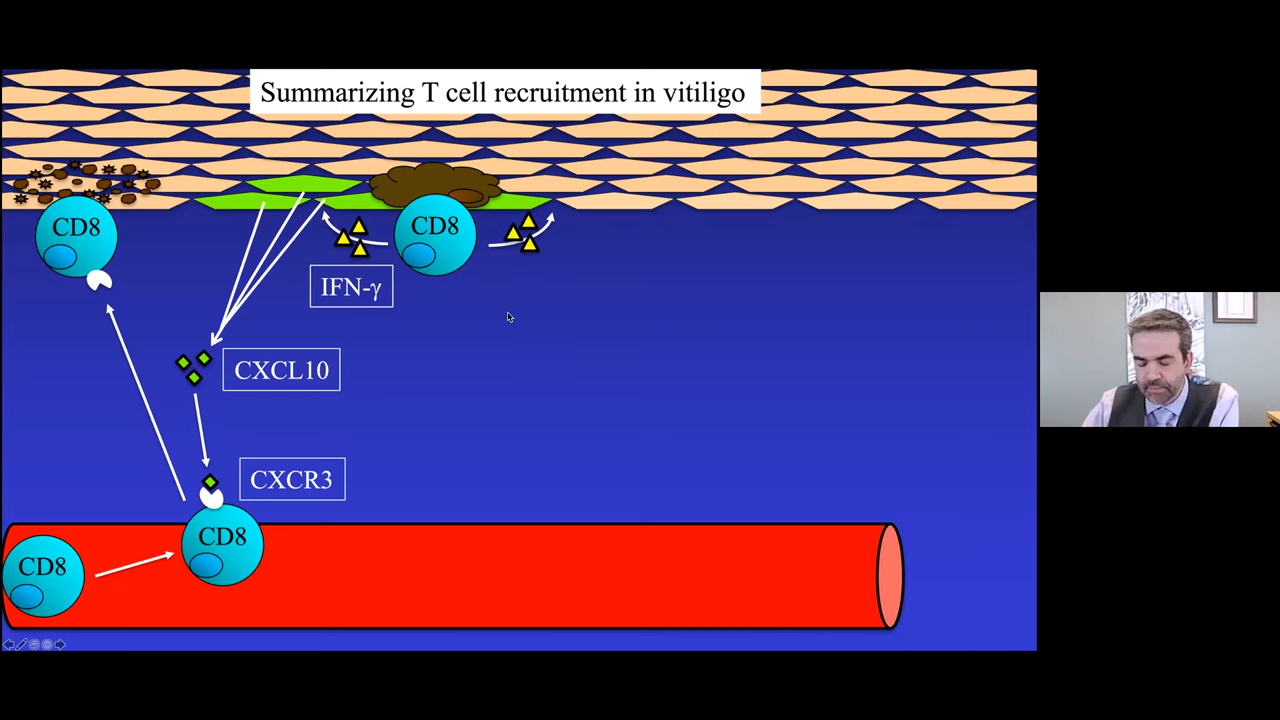 Summarizing T cell recruitment in vitiligo
CD8
CD8
IFN-γ
CXCL10
CXCR3
CD8
CD8